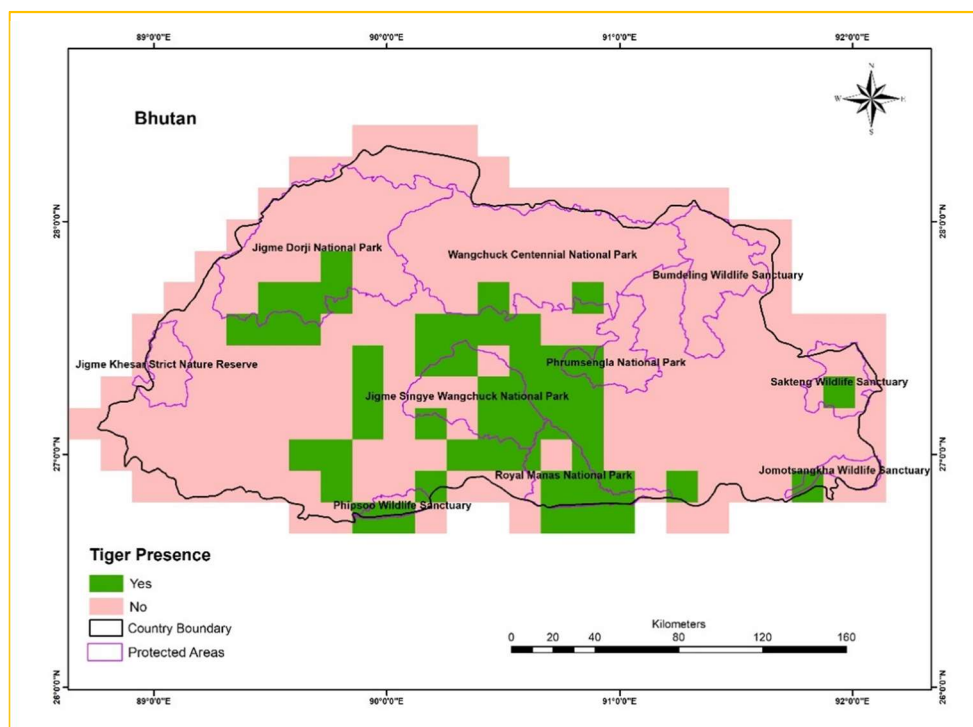 89°0'0"E 90°0'0"E 91°0'0"E 92°0'0"E
N
W E
S
Bhutan
28°0'0"N 28°0'0"N
Jigme Dorji National Park
Wangchuck Centennial National Park
Bumdeling Wildlife Sanctuary
Jigme Khesar Strict Nature Reserve
Phrumsengla National Park
Sakteng Wildlife Sanctuary
Jigme Singye Wangchuck National Park
27°0'0"N 27°0'0"N
Royal Manas National Park
Jomotsangkha Wildlife Sanctuary
Phipsoo Wildlife Sanctuary
Tiger Presence
Yes
No
Country Boundary
Protected Areas
Kilometers
0 10 20 40 80 120 160
26°0'0"N 26°0'0"N
89°0'0"E 90°0'0"E 91°0'0"E 92°0'0"E